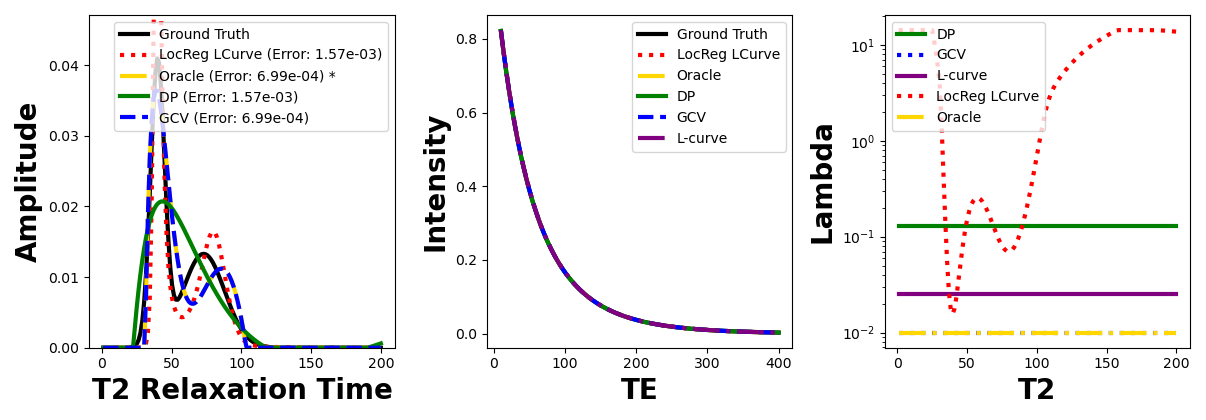 Amplitude
0.04
0.03
0.02
0.01
0.00
Ground Truth
LocReg LCurve (Error: 1.57e-03)
Oracle (Error: 6.99e-04) *
DP (Error: 1.57e-03)
GCV (Error: 6.99e-04)
0 50 100 150 200
T2 Relaxation Time
Intensity
0.8
0.6
0.4
0.2
0.0
Ground Truth
LocReg LCurve
Oracle
DP
GCV
L-curve
0 100 200 300 400
TE
Lambda
10¹
10⁰
10⁻¹
10⁻²
DP
GCV
L-curve
LocReg LCurve
Oracle
0 50 100 150 200
T2